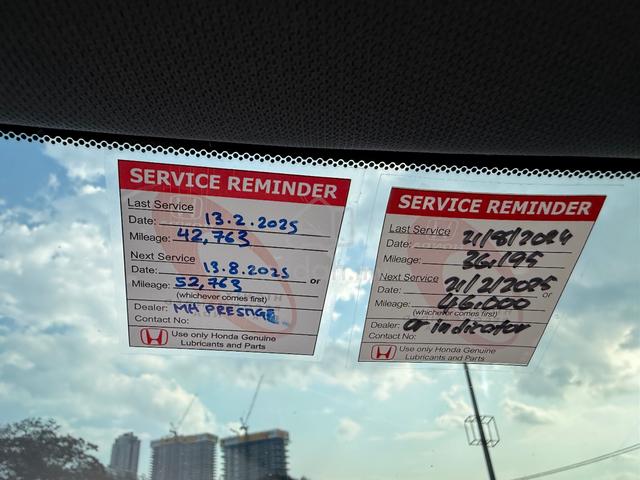 SERVICE REMINDER
Last Service
Date: 13.2.2025
Mileage: 42,763
Next Service
Date: 13.8.2025 or
Mileage: 52,763
(whichever comes first)
Dealer: MH PRESTIGE
Contact No:
Use only Honda Genuine
Lubricants and Parts
SERVICE REMINDER
Last Service
Date: 21/8/2024
Mileage: 36.195
Next Service
Date: 21/2/2025 or
Mileage: 46.000
(whichever comes first)
Dealer: or indicator
Contact No:
Use only Honda Genuine
Lubricants and Parts